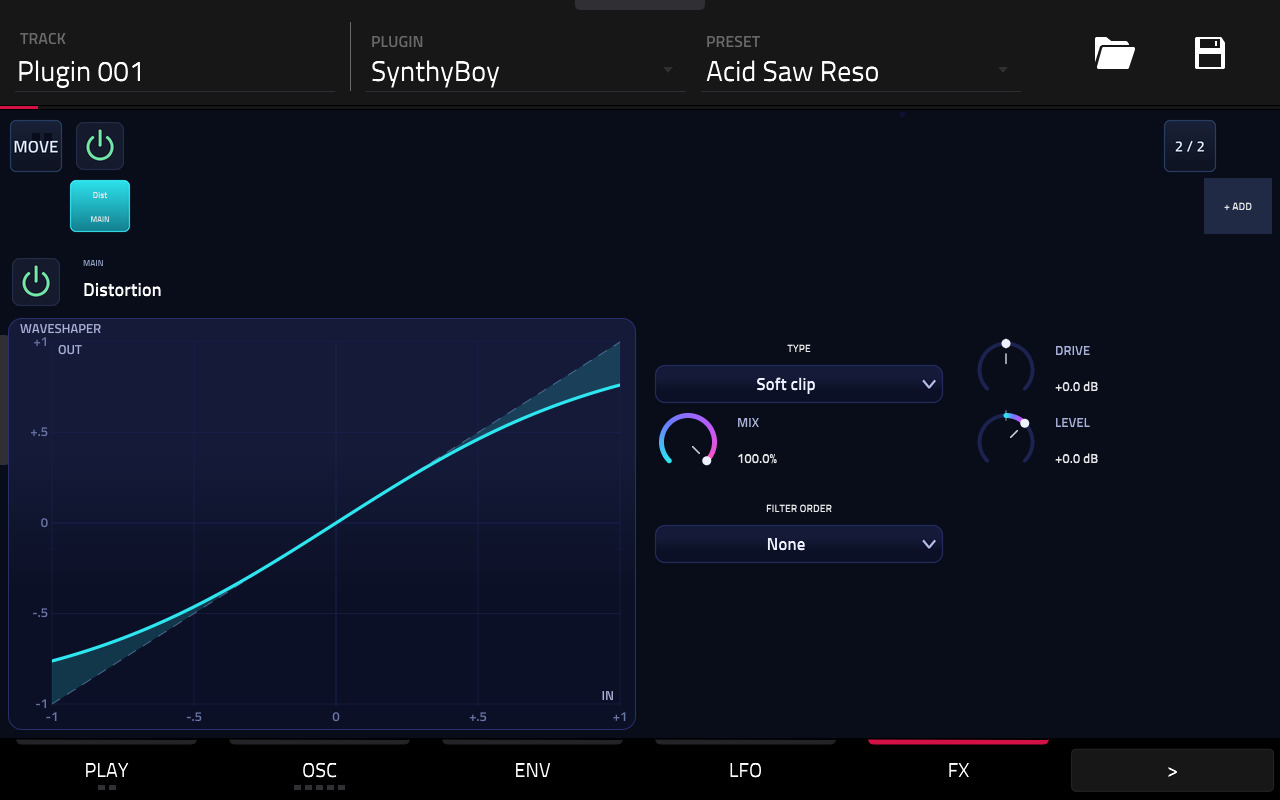 TRACK
Plugin 001
PLUGIN
SynthyBoy
PRESET
Acid Saw Reso
MOVE
2 / 2
Dist
MAIN
+ ADD
MAIN
Distortion
WAVESHAPER
+1
OUT
+.5
0
-.5
-1
IN
-1
-.5
0
+.5
+1
TYPE
Soft clip
DRIVE
+0.0 dB
MIX
100.0%
LEVEL
+0.0 dB
FILTER ORDER
None
PLAY
OSC
ENV
LFO
FX
>